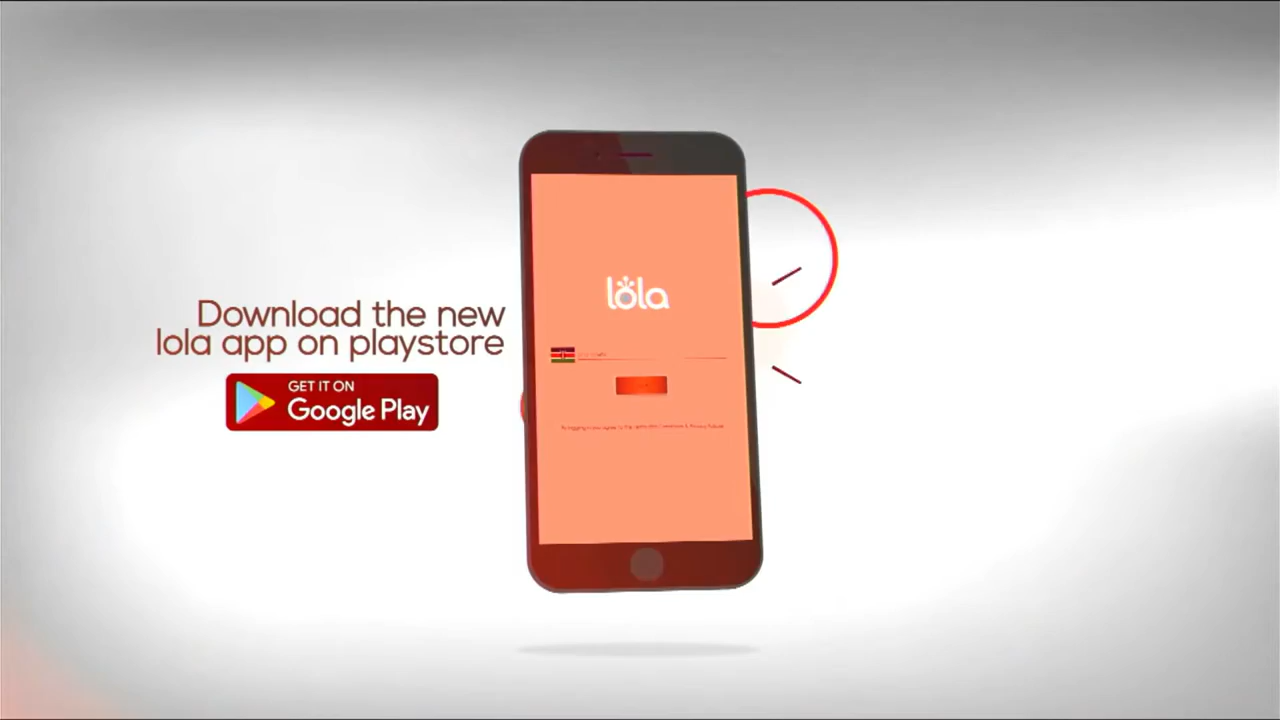 Download the new
lola app on playstore
GET IT ON
Google Play
lola